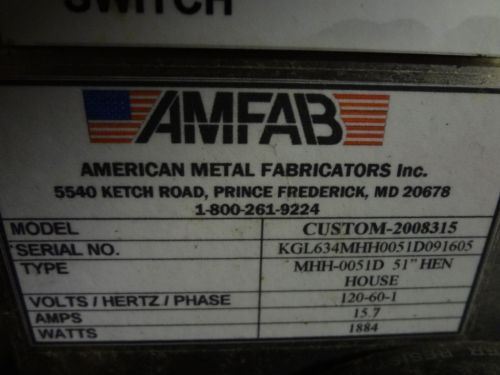 SWITCH
AMFAB
AMERICAN METAL FABRICATORS Inc.
5540 KETCH ROAD, PRINCE FREDERICK, MD 20678
1-800-261-9224
MODEL CUSTOM-2008315
SERIAL NO. KGL634MHH0051D091605
TYPE MHH-0051D 51" HEN
HOUSE
VOLTS / HERTZ / PHASE 120-60-1
AMPS 15.7
WATTS 1884